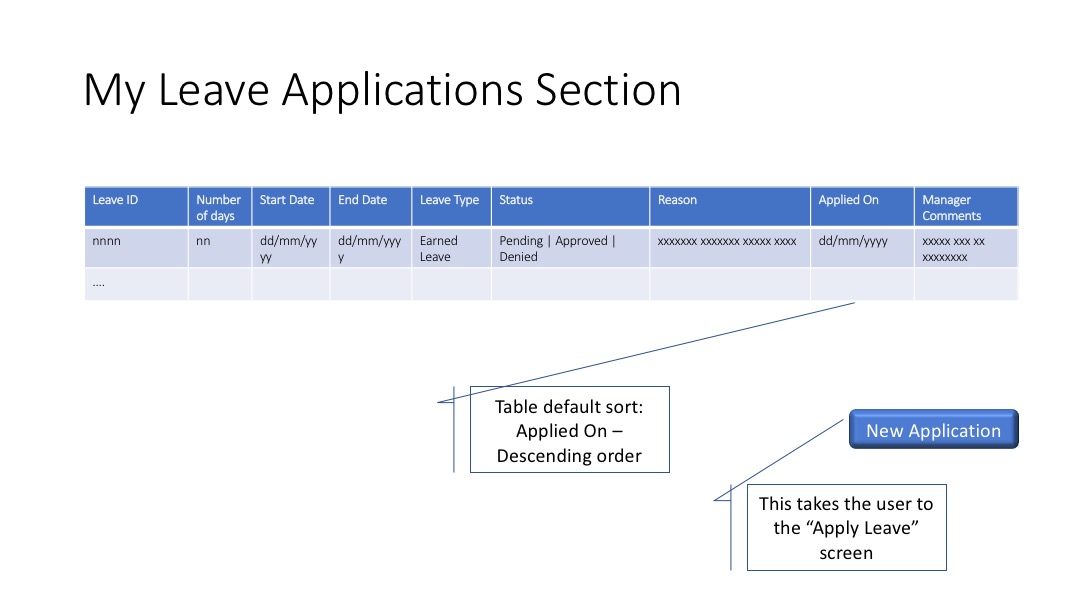 My Leave Applications Section
Leave ID
Number
of days
Start Date
End Date
Leave Type
Status
Reason
Applied On
Manager
Comments
nnnn
nn
dd/mm/yy
yy
dd/mm/yyy
y
Earned
Leave
Pending | Approved |
Denied
xxxxxxx xxxxxxx xxxxx xxxx
dd/mm/yyyy
xxxxx xxx xx
xxxxxxxx
....
Table default sort:
Applied On –
Descending order
New Application
This takes the user to
the “Apply Leave”
screen